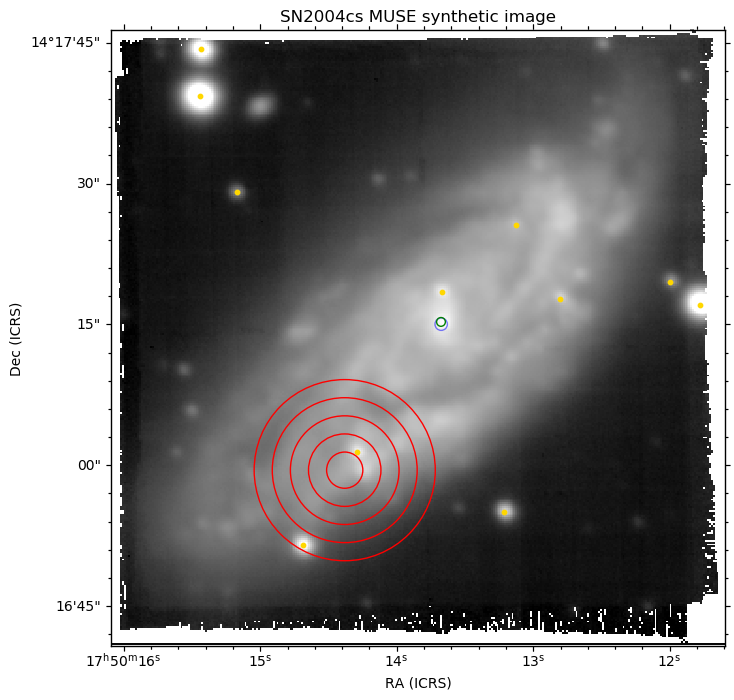 SN2004cs MUSE synthetic image
14°17'45"
30"
15"
00"
16'45"
Dec (ICRS)
17ʰ50ᵐ16ˢ
15ˢ
14ˢ
13ˢ
12ˢ
RA (ICRS)